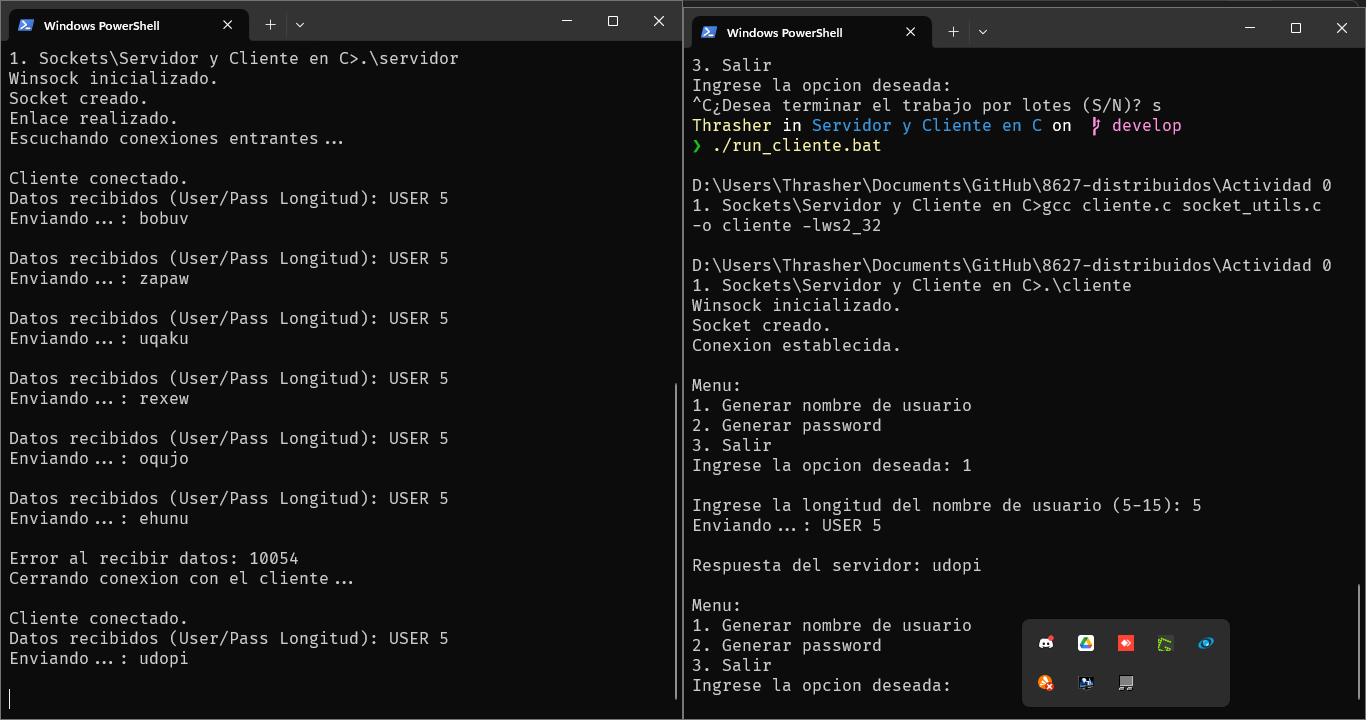 Windows PowerShell
1. Sockets\Servidor y Cliente en C>.\servidor
Winsock inicializado.
Socket creado.
Enlace realizado.
Escuchando conexiones entrantes...
Cliente conectado.
Datos recibidos (User/Pass Longitud): USER 5
Enviando...: bobuv
Datos recibidos (User/Pass Longitud): USER 5
Enviando...: zapaw
Datos recibidos (User/Pass Longitud): USER 5
Enviando...: uqaku
Datos recibidos (User/Pass Longitud): USER 5
Enviando...: rexew
Datos recibidos (User/Pass Longitud): USER 5
Enviando...: oqujo
Datos recibidos (User/Pass Longitud): USER 5
Enviando...: ehunu
Error al recibir datos: 10054
Cerrando conexion con el cliente...
Cliente conectado.
Datos recibidos (User/Pass Longitud): USER 5
Enviando...: udopi
Windows PowerShell
3. Salir
Ingrese la opcion deseada:
^C¿Desea terminar el trabajo por lotes (S/N)? s
Thrasher in Servidor y Cliente en C on develop
❯ ./run_cliente.bat
D:\Users\Thrasher\Documents\GitHub\8627-distribuidos\Actividad 0
1. Sockets\Servidor y Cliente en C>gcc cliente.c socket_utils.c
-o cliente -lws2_32
D:\Users\Thrasher\Documents\GitHub\8627-distribuidos\Actividad 0
1. Sockets\Servidor y Cliente en C>.\cliente
Winsock inicializado.
Socket creado.
Conexion establecida.
Menu:
1. Generar nombre de usuario
2. Generar password
3. Salir
Ingrese la opcion deseada: 1
Ingrese la longitud del nombre de usuario (5-15): 5
Enviando...: USER 5
Respuesta del servidor: udopi
Menu:
1. Generar nombre de usuario
2. Generar password
3. Salir
Ingrese la opcion deseada: